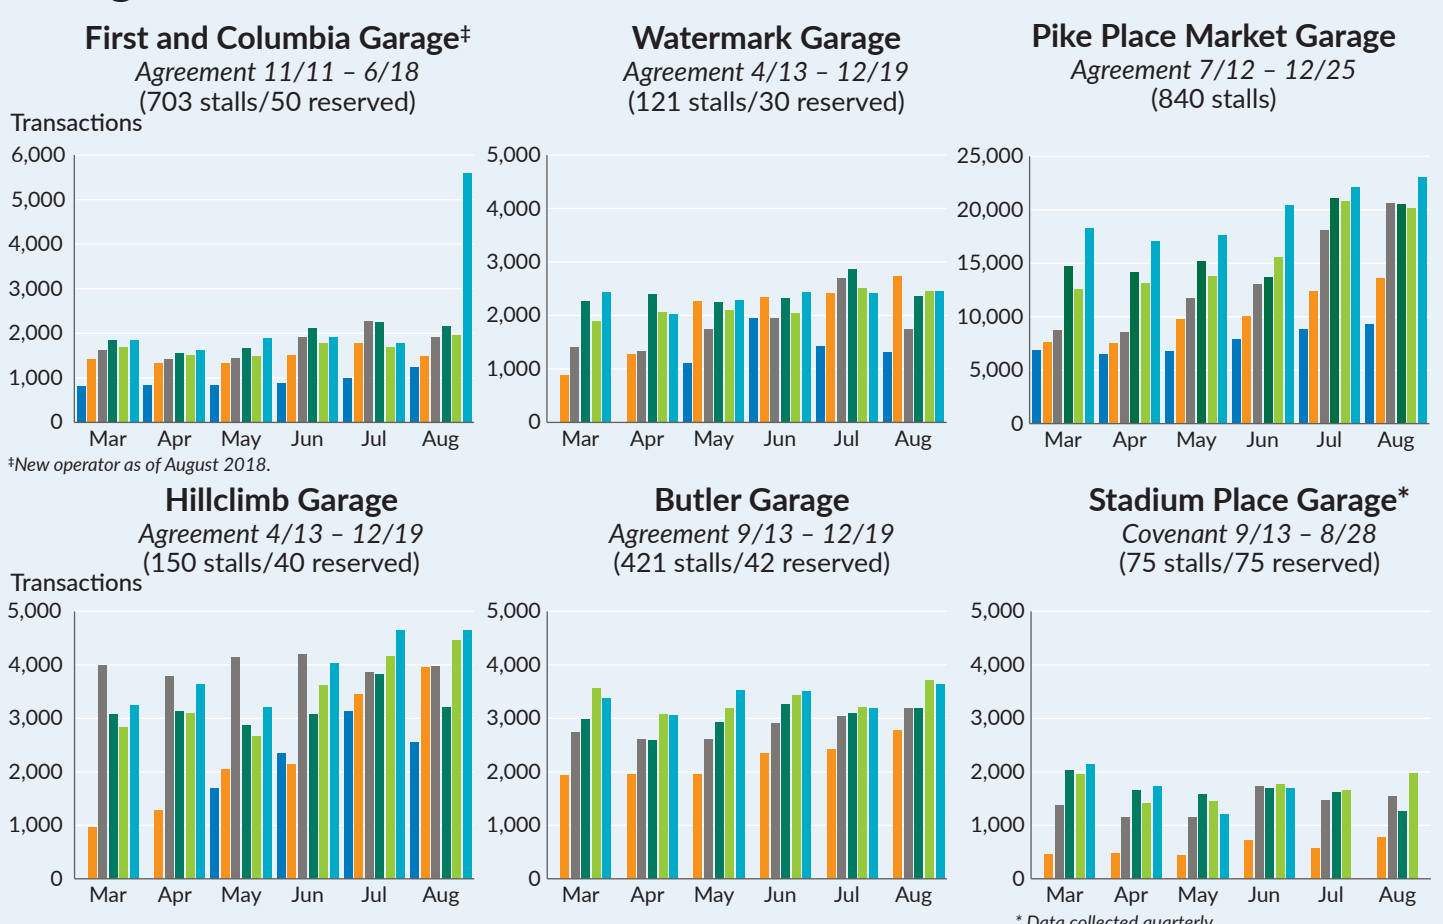 First and Columbia Garage‡
Agreement 11/11 – 6/18
(703 stalls/50 reserved)
Transactions
6,000
5,000
4,000
3,000
2,000
1,000
0
Mar Apr May Jun Jul Aug
‡New operator as of August 2018.
Watermark Garage
Agreement 4/13 – 12/19
(121 stalls/30 reserved)
5,000
4,000
3,000
2,000
1,000
0
Mar Apr May Jun Jul Aug
Pike Place Market Garage
Agreement 7/12 – 12/25
(840 stalls)
25,000
20,000
15,000
10,000
5,000
0
Mar Apr May Jun Jul Aug
Hillclimb Garage
Agreement 4/13 – 12/19
(150 stalls/40 reserved)
Transactions
5,000
4,000
3,000
2,000
1,000
0
Mar Apr May Jun Jul Aug
Butler Garage
Agreement 9/13 – 12/19
(421 stalls/42 reserved)
5,000
4,000
3,000
2,000
1,000
0
Mar Apr May Jun Jul Aug
Stadium Place Garage*
Covenant 9/13 – 8/28
(75 stalls/75 reserved)
5,000
4,000
3,000
2,000
1,000
0
Mar Apr May Jun Jul Aug
* Data collected quarterly